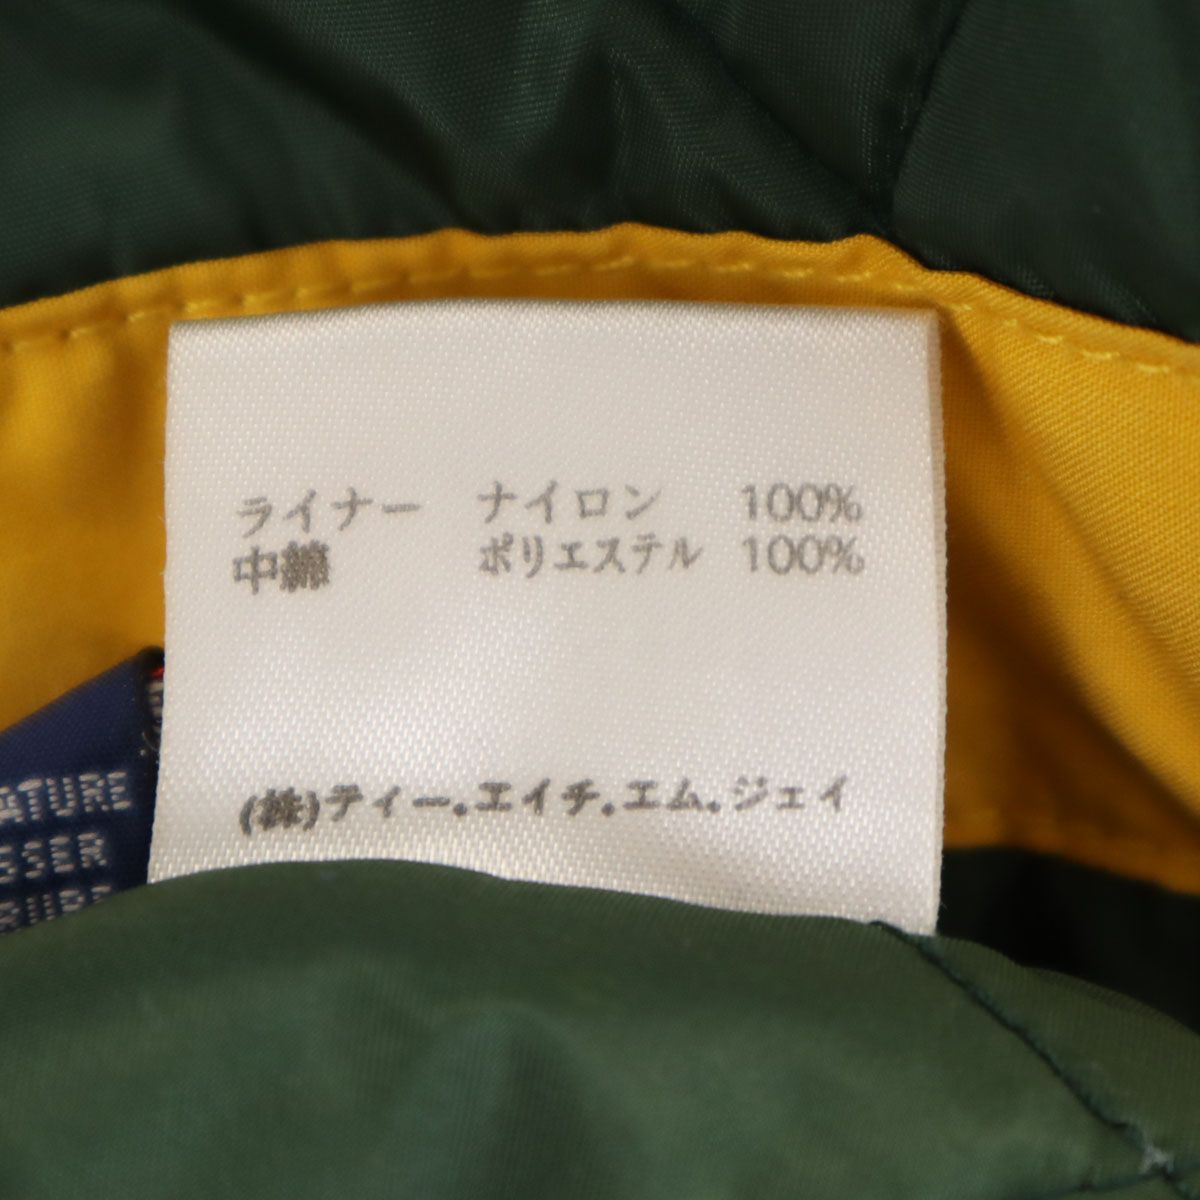 ライナー ナイロン 100%
中綿 ポリエステル 100%
(株)ティー.エイチ.エム.ジェイ